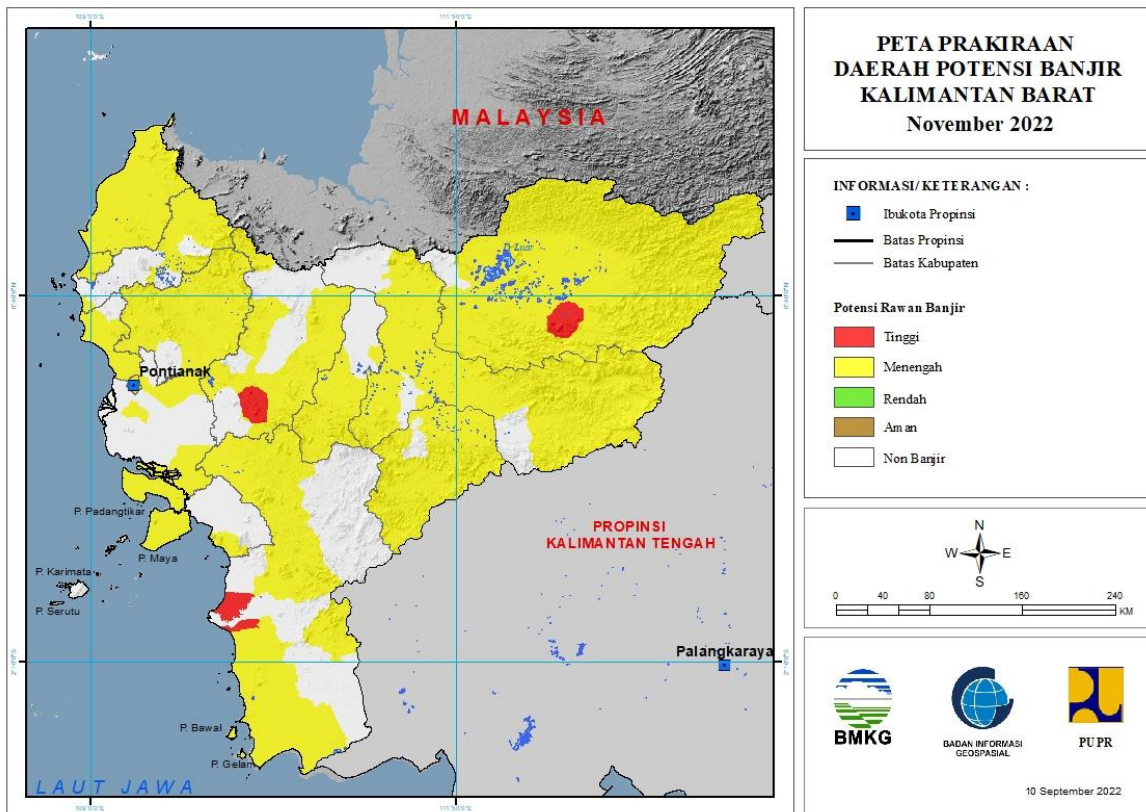 PETA PRAKIRAAN
DAERAH POTENSI BANJIR
KALIMANTAN BARAT
November 2022
INFORMASI/ KETERANGAN :
Ibukota Propinsi
Batas Propinsi
Batas Kabupaten
Potensi Rawan Banjir
Tinggi
Menengah
Rendah
Aman
Non Banjir
N
W E
S
0 40 80 160 240
KM
BMKG
BADAN INFORMASI
GEOSPASIAL
PUPR
10 September 2022
MALAYSIA
D. Luar
Pontianak
P. Padangtikar
P. Maya
P. Karimata
P. Serutu
PROPINSI
KALIMANTAN TENGAH
Palangkaraya
P. Bawal
P. Gelam
LAUT JAWA